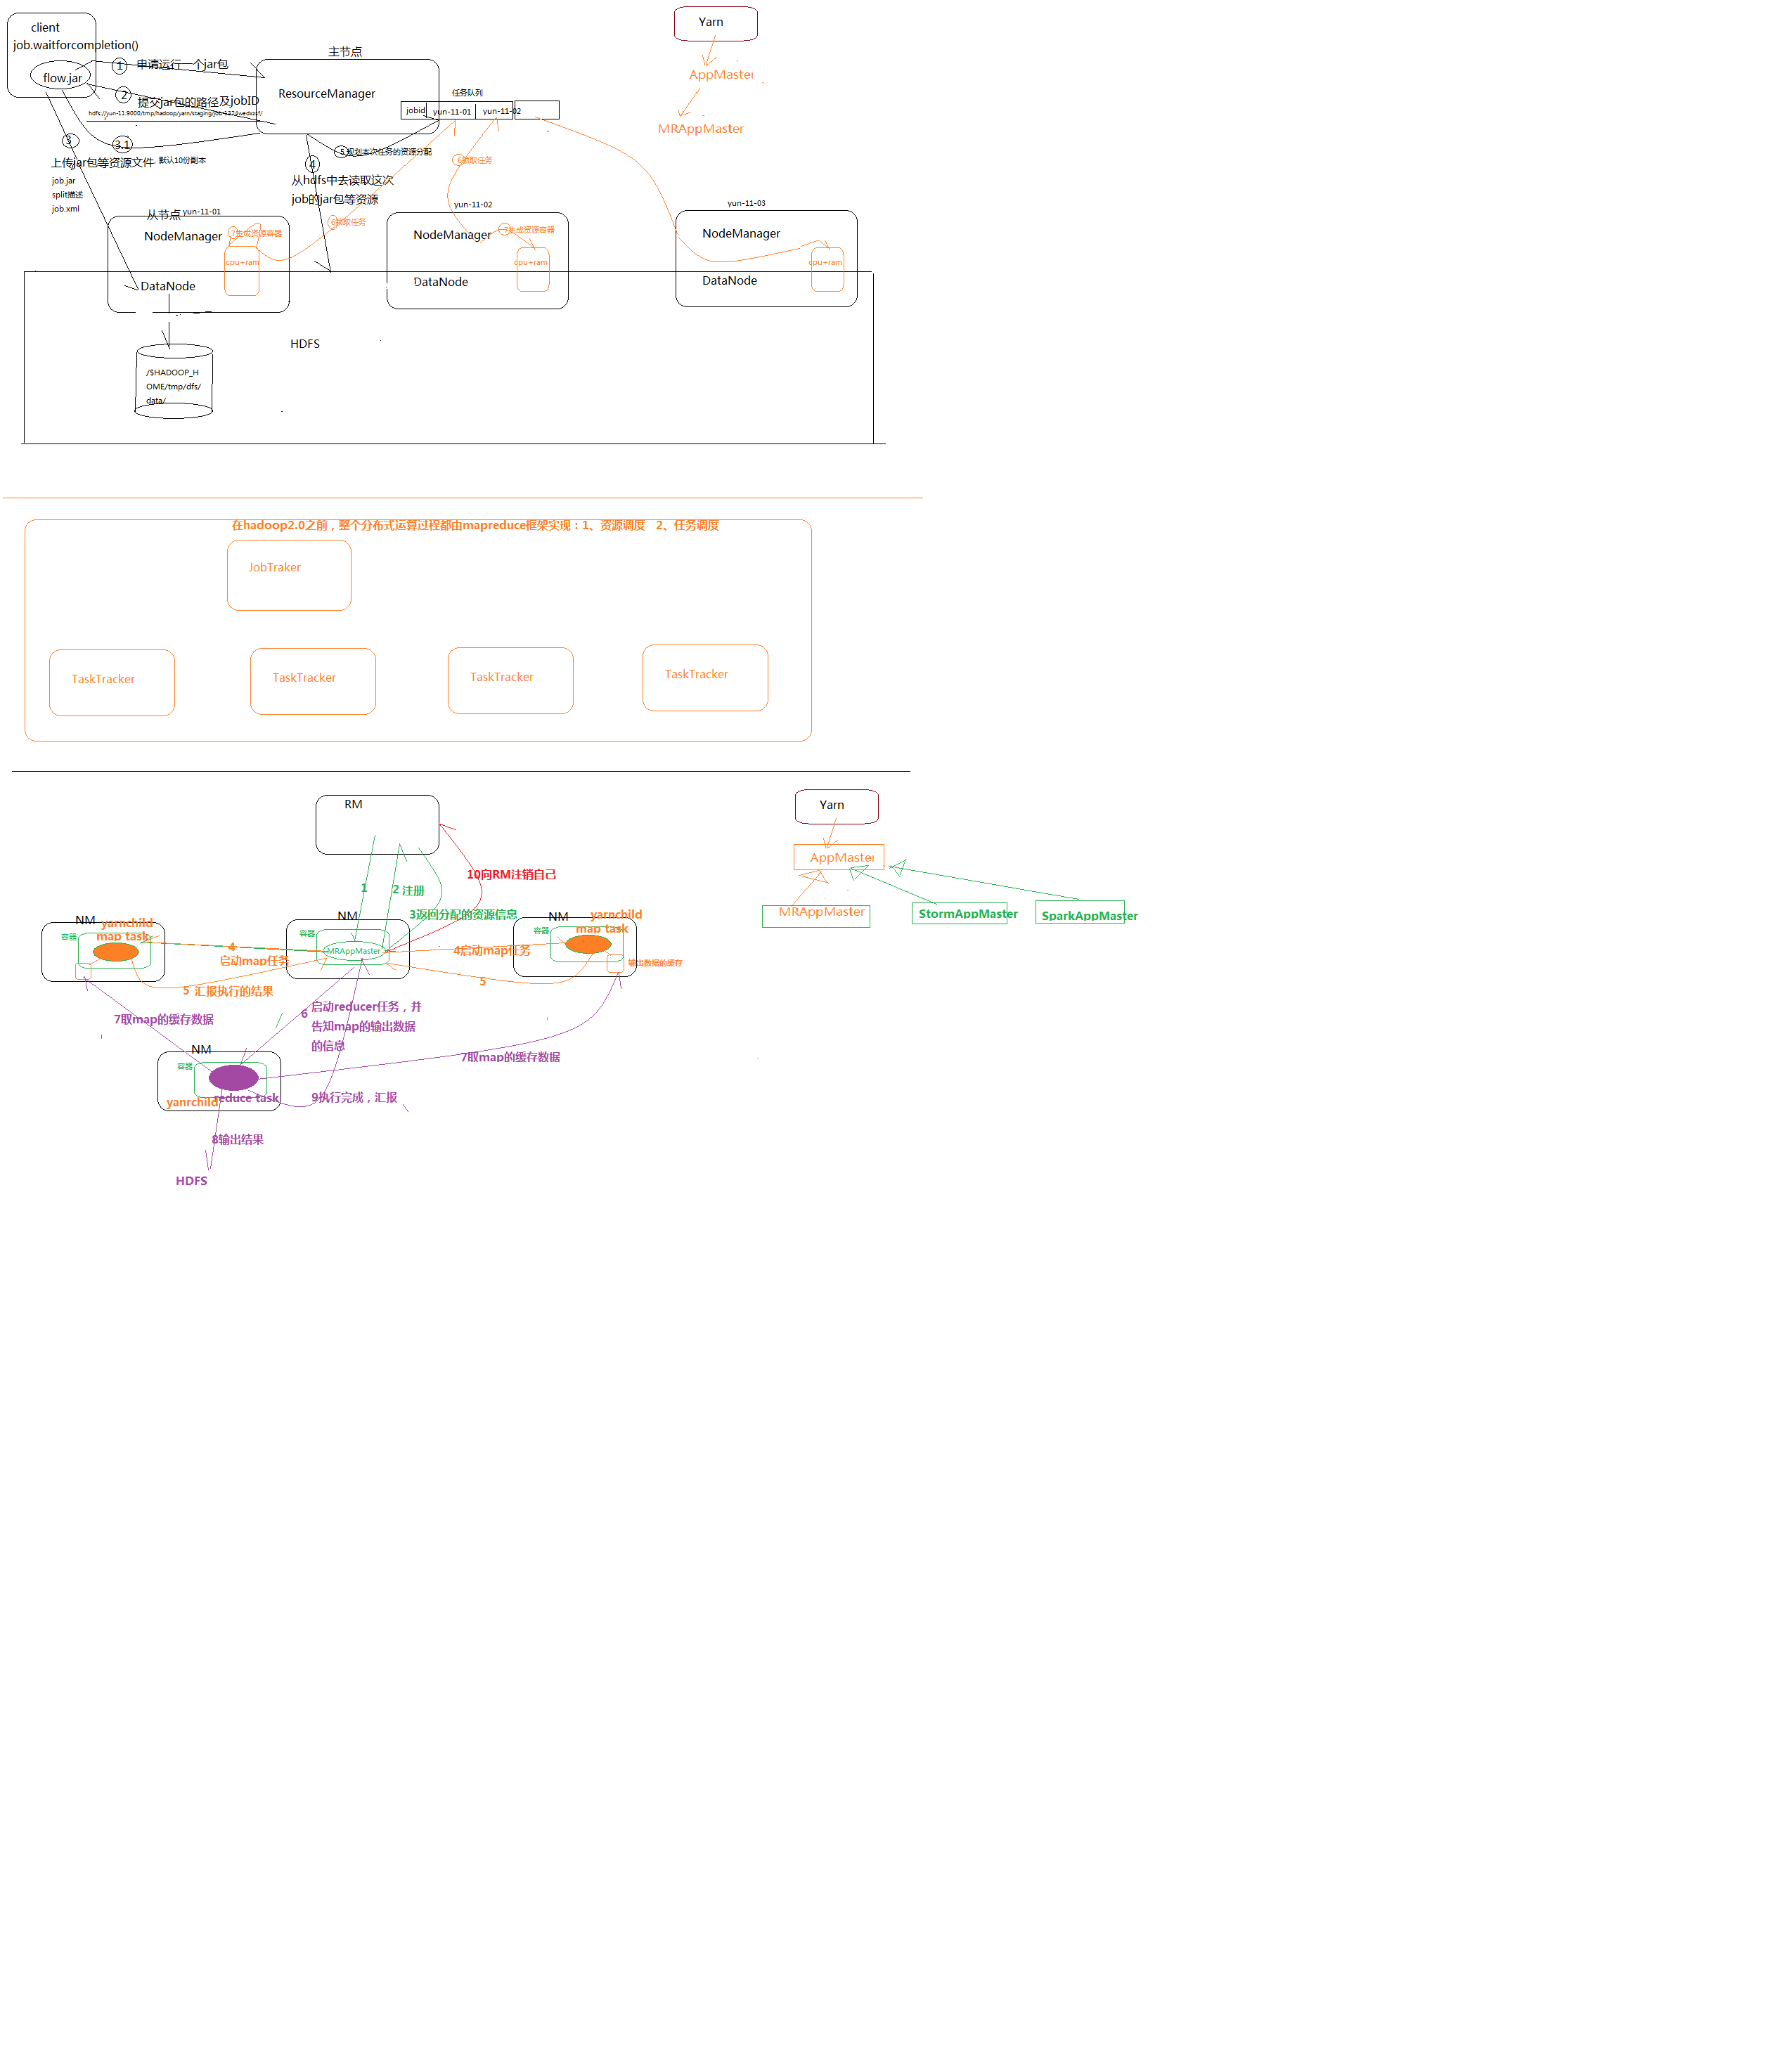 client
job.waitforcompletion()
flow.jar
1
申请运行一个jar包
2
提交jar包的路径及jobID
3
3.1
上传jar包等资源文件,默认10份副本
job.jar
split描述
job.xml
主节点
ResourceManager
任务队列
jobid
yun-11-01
yun-11-02
5 规划本次任务的资源分配
4
从hdfs中去读取这次
job的jar包等资源
6领取任务
6领取任务
Yarn
AppMaster
MRAppMaster
从节点
yun-11-01
NodeManager
7生成资源容器
cpu+ram
DataNode
yun-11-02
NodeManager
7生成资源容器
cpu+ram
DataNode
yun-11-03
NodeManager
cpu+ram
DataNode
HDFS
/$HADOOP_H
OME/tmp/dfs/
data/
在hadoop2.0之前，整个分布式运算过程都由mapreduce框架实现：1、资源调度 2、任务调度
JobTraker
TaskTracker
TaskTracker
TaskTracker
TaskTracker
RM
1
2 注册
3返回分配的资源信息
10向RM注销自己
NM
yarnchild
容器
map task
4
启动map任务
5 汇报执行的结果
NM
容器
MRAppMaster
4启动map任务
5
NM
yarnchild
容器
map task
输出数据的缓存
6
启动reducer任务，并
告知map的输出数据
的信息
7取map的缓存数据
7取map的缓存数据
NM
容器
reduce task
yanrchild
9执行完成，汇报
8输出结果
HDFS
Yarn
AppMaster
MRAppMaster
StormAppMaster
SparkAppMaster